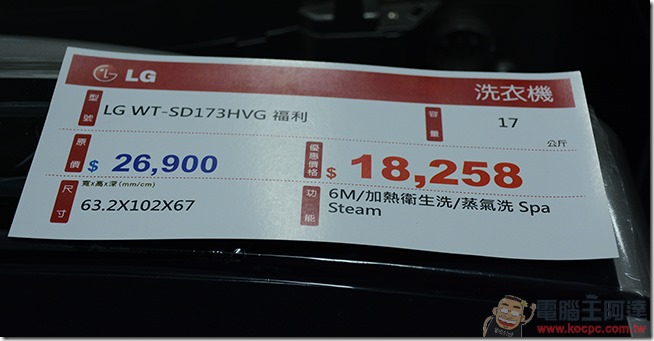 LG 洗衣機
型號 LG WT-SD173HVG 福利 容量 17 公斤
原價 $ 26,900 優惠價格 $ 18,258
寬x高x深(mm/cm)
尺寸 63.2X102X67 功能 6M/加熱衛生洗/蒸氣洗 Spa
Steam
電腦王阿達
www.kocpc.com.tw